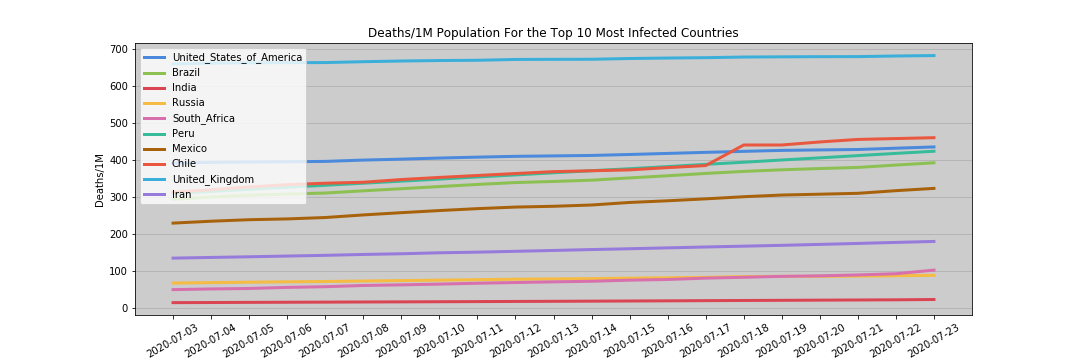 Deaths/1M Population For the Top 10 Most Infected Countries
Deaths/1M
700
600
500
400
300
200
100
0
United_States_of_America
Brazil
India
Russia
South_Africa
Peru
Mexico
Chile
United_Kingdom
Iran
2020-07-03
2020-07-04
2020-07-05
2020-07-06
2020-07-07
2020-07-08
2020-07-09
2020-07-10
2020-07-11
2020-07-12
2020-07-13
2020-07-14
2020-07-15
2020-07-16
2020-07-17
2020-07-18
2020-07-19
2020-07-20
2020-07-21
2020-07-22
2020-07-23